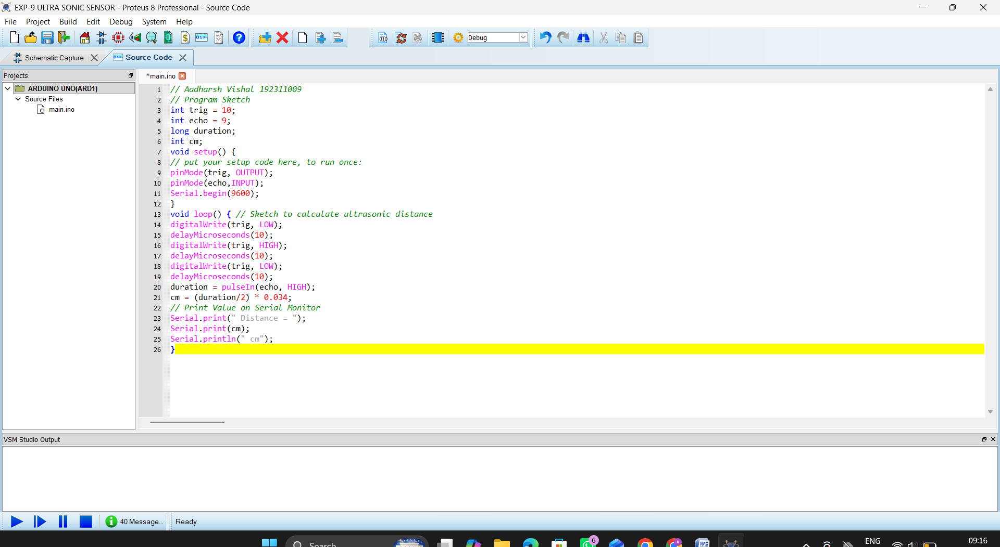 EXP-9 ULTRA SONIC SENSOR - Proteus 8 Professional - Source Code
File Project Build Edit Debug System Help
Debug
Schematic Capture Source Code
Projects
*main.ino
ARDUINO UNO(ARD1)
Source Files
main.ino
1 // Aadharsh Vishal 192311009
2 // Program Sketch
3 int trig = 10;
4 int echo = 9;
5 long duration;
6 int cm;
7 void setup() {
8 // put your setup code here, to run once:
9 pinMode(trig, OUTPUT);
10 pinMode(echo,INPUT);
11 Serial.begin(9600);
12 }
13 void loop() { // Sketch to calculate ultrasonic distance
14 digitalWrite(trig, LOW);
15 delayMicroseconds(10);
16 digitalWrite(trig, HIGH);
17 delayMicroseconds(10);
18 digitalWrite(trig, LOW);
19 delayMicroseconds(10);
20 duration = pulseIn(echo, HIGH);
21 cm = (duration/2) * 0.034;
22 // Print Value on Serial Monitor
23 Serial.print(" Distance = ");
24 Serial.print(cm);
25 Serial.println(" cm");
26 }
VSM Studio Output
40 Message... Ready
Search
6
ENG
09:16